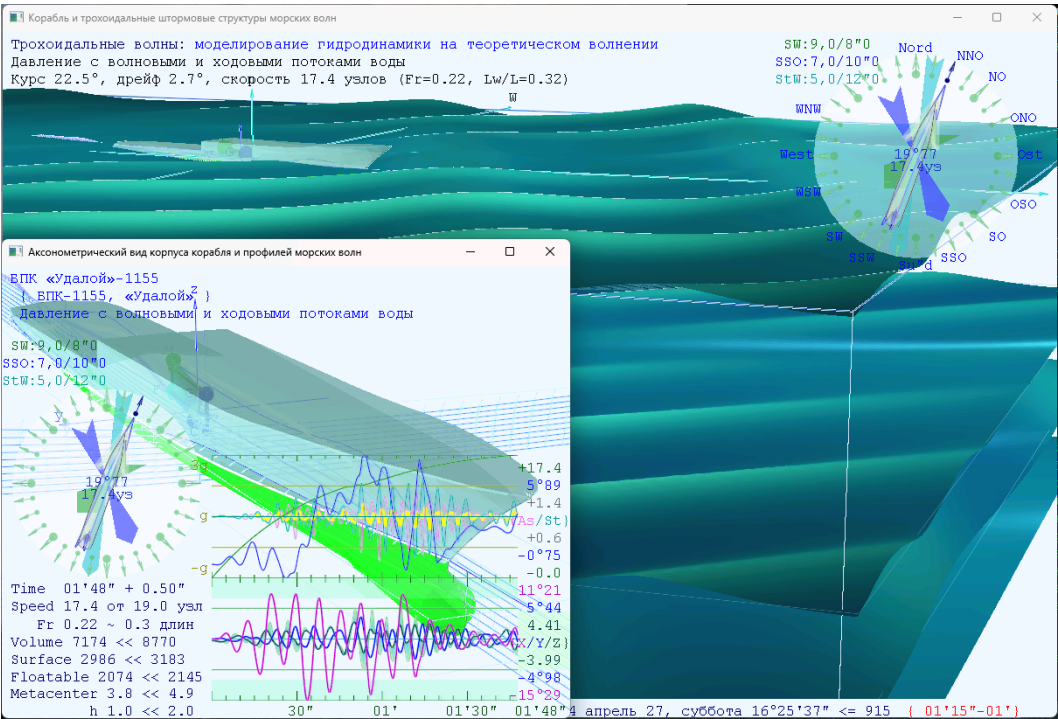 Корабль и трохоидальные штормовые структуры морских волн
Трохоидальные волны: моделирование гидродинамики на теоретическом волнении
Давление с волновыми и ходовыми потоками воды
Курс 22.5°, дрейф 2.7°, скорость 17.4 узлов (Fr=0.22, Lw/L=0.32)
W
SW:9,0/8"0
SSO:7,0/10"0
StW:5,0/12"0
Nord
NNO
NO
ONO
Ost
OSO
SO
SSO
Su"d
SSW
SW
WSW
West
WNW
19°77
17.4уз
Аксонометрический вид корпуса корабля и профилей морских волн
БПК «Удалой»-1155
{ БПК-1155, «Удалой» }
Давление с волновыми и ходовыми потоками воды
z
SW:9,0/8"0
SSO:7,0/10"0
StW:5,0/12"0
y
19°77
17.4уз
3g
g
-g
+17.4
5°89
+1.4
{As/St}
+0.6
-0°75
-0.0
11°21
5°44
4.41
{X/Y/Z}
-3.99
-4°98
-15°29
Time 01'48" + 0.50"
Speed 17.4 от 19.0 узл
Fr 0.22 ~ 0.3 длин
Volume 7174 << 8770
Surface 2986 << 3183
Floatable 2074 << 2145
Metacenter 3.8 << 4.9
h 1.0 << 2.0
30" 01' 01'30" 01'48"
4 апрель 27, суббота 16°25'37" <= 915 { 01'15"-01'}